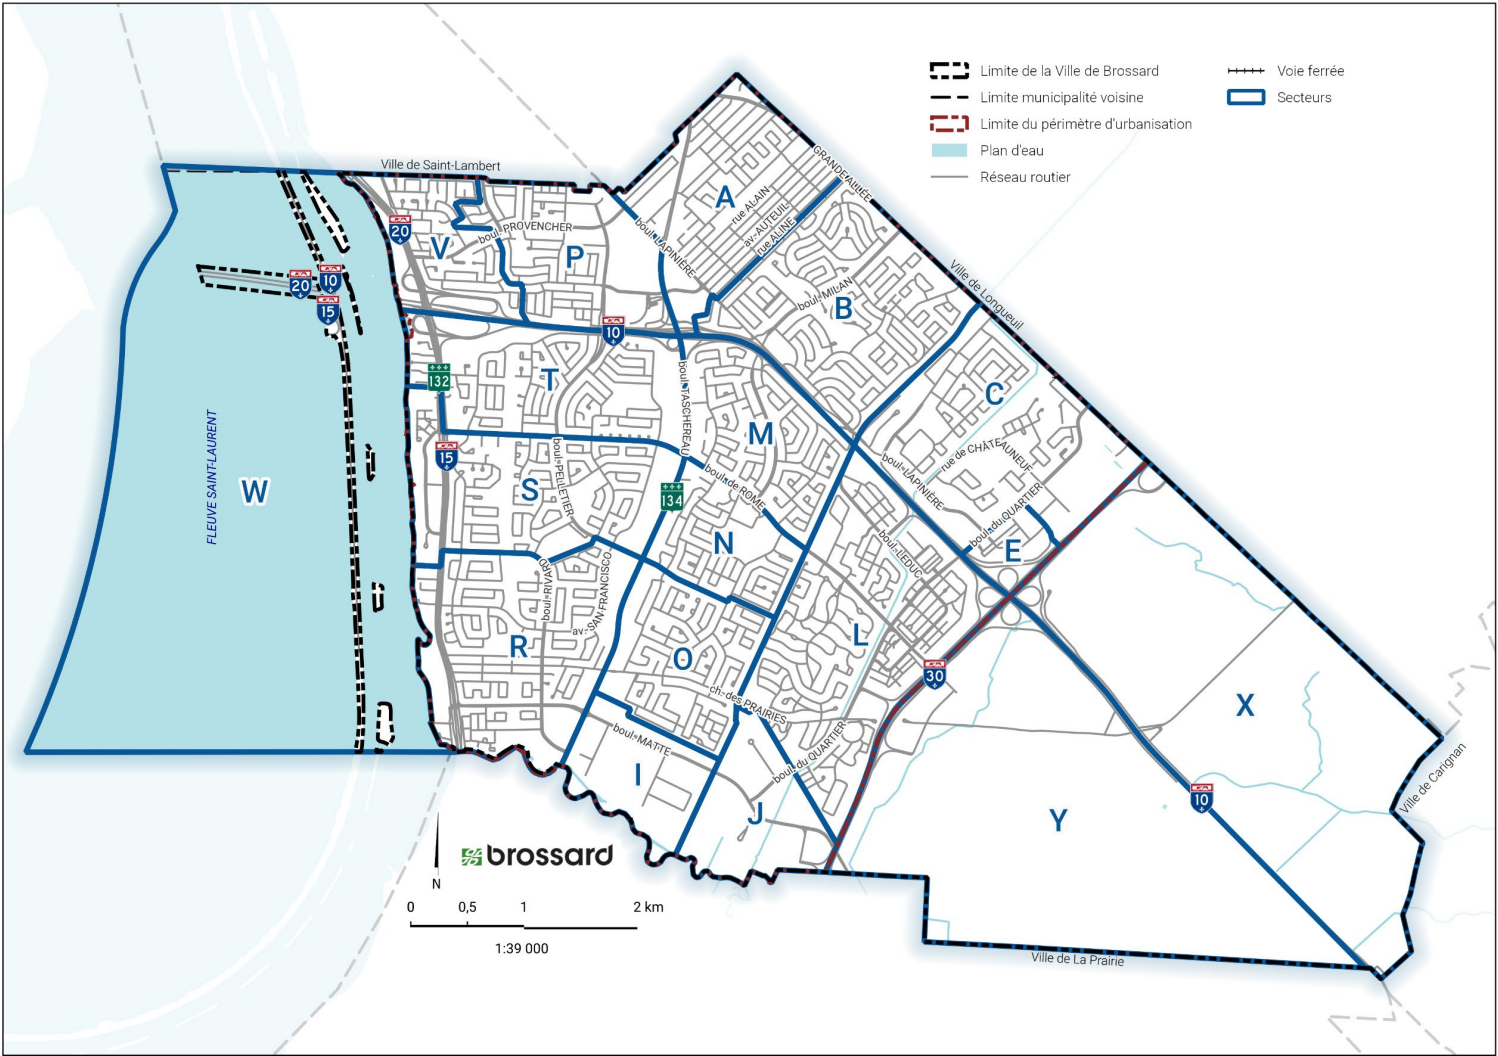 Limite de la Ville de Brossard
Limite municipalité voisine
Limite du périmètre d'urbanisation
Plan d'eau
Réseau routier
Voie ferrée
Secteurs
Ville de Saint-Lambert
GRANDE ALLÉE
A
rue ALAIN
av. AUTEUIL
rue ALINE
20
V
boul. PROVENCHER
P
boul. LAPINIÈRE
Ville de Longueuil
20
10
15
boul. MILAN
B
10
132
T
boul. TASCHEREAU
C
M
FLEUVE SAINT-LAURENT
W
15
S
boul. PELLETIER
134
boul. de ROME
boul. LAPINIÈRE
rue de CHÂTEAUNEUF
boul. du QUARTIER
E
N
boul. LEDUC
boul. RIVARD
av. SAN-FRANCISCO
R
O
L
30
ch. des PRAIRIES
X
boul. MATTE
boul. du QUARTIER
I
J
Y
10
Ville de Carignan
N
brossard
0 0,5 1 2 km
1:39 000
Ville de La Prairie